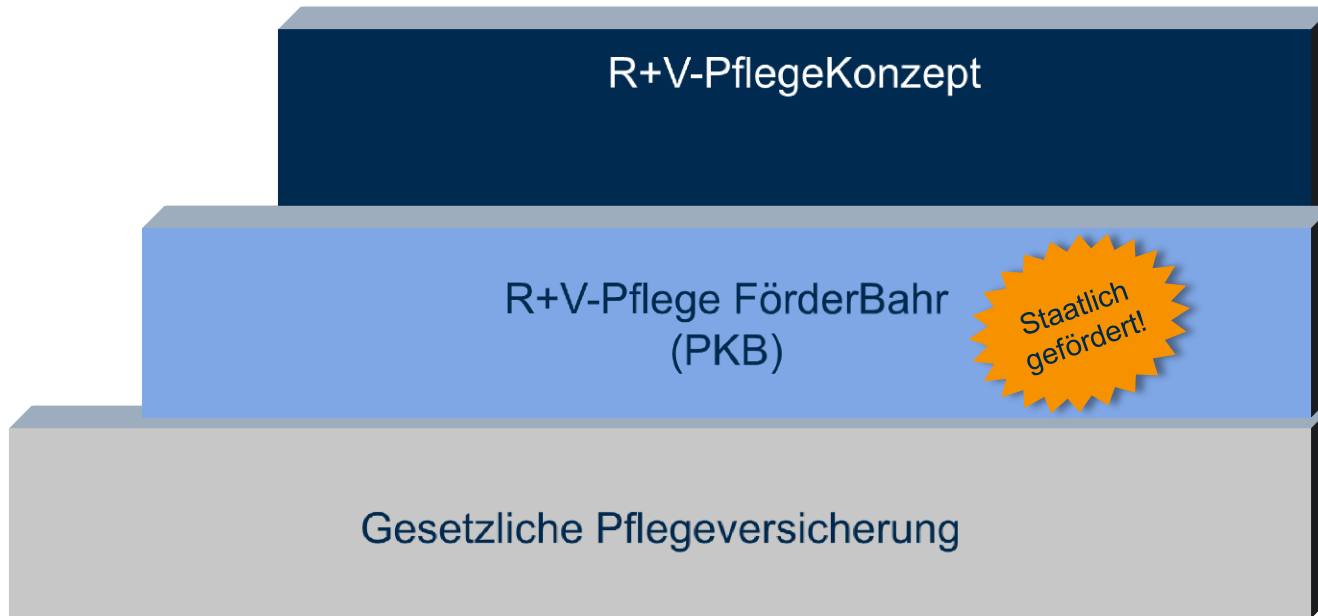 R+V-PflegeKonzept
R+V-Pflege FörderBahr
(PKB)
Staatlich
gefördert!
Gesetzliche Pflegeversicherung